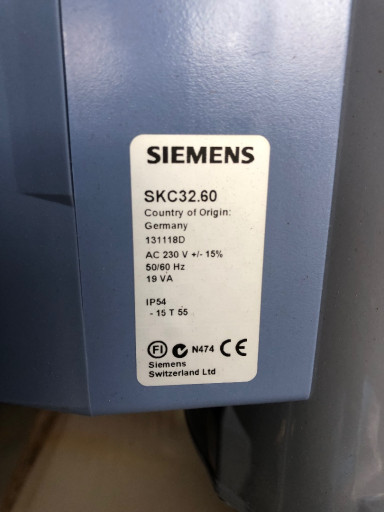 SIEMENS
SKC32.60
Country of Origin:
Germany
131118D
AC 230 V +/- 15%
50/60 Hz
19 VA
IP54
- 15 T 55
FI N474 CE
Siemens
Switzerland Ltd